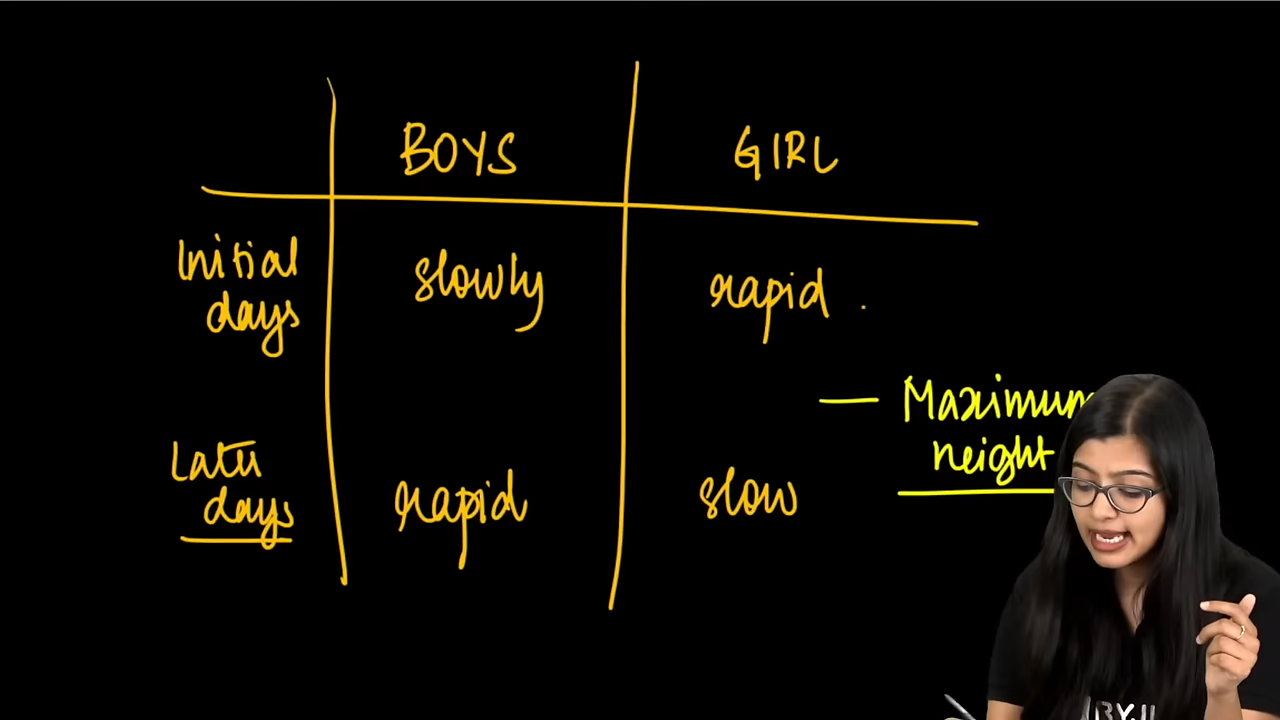 BOYS GIRL
Initial
days
slowly rapid .
— Maximum
height
Later
days
rapid slow